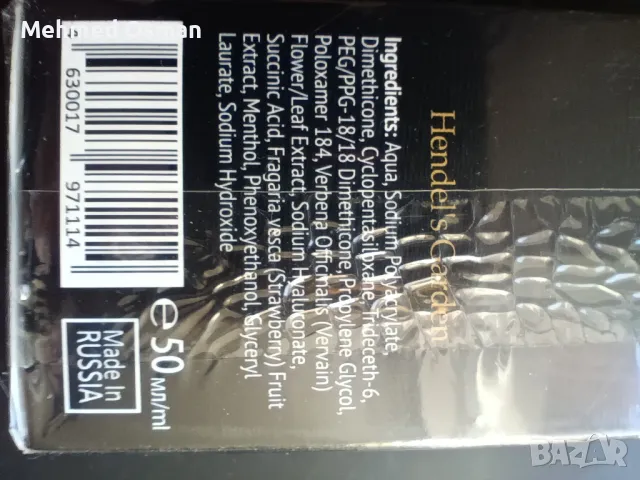 Mehmed Osman
Hendel's Garden
Ingredients: Aqua, Sodium Polyacrylate,
Dimethicone, Cyclopentasiloxane, Trideceth-6,
PEG/PPG-18/18 Dimethicone, Propylene Glycol,
Poloxamer 184, Verbena Officinalis (Vervain)
Flower/Leaf Extract, Sodium Hyaluronate,
Succinic Acid, Fragaria vesca (Strawberry) Fruit
Extract, Menthol, Phenoxyethanol, Glyceryl
Laurate, Sodium Hydroxide
630017 971114
e 50 мл/ml
Made In
RUSSIA
BAZAR